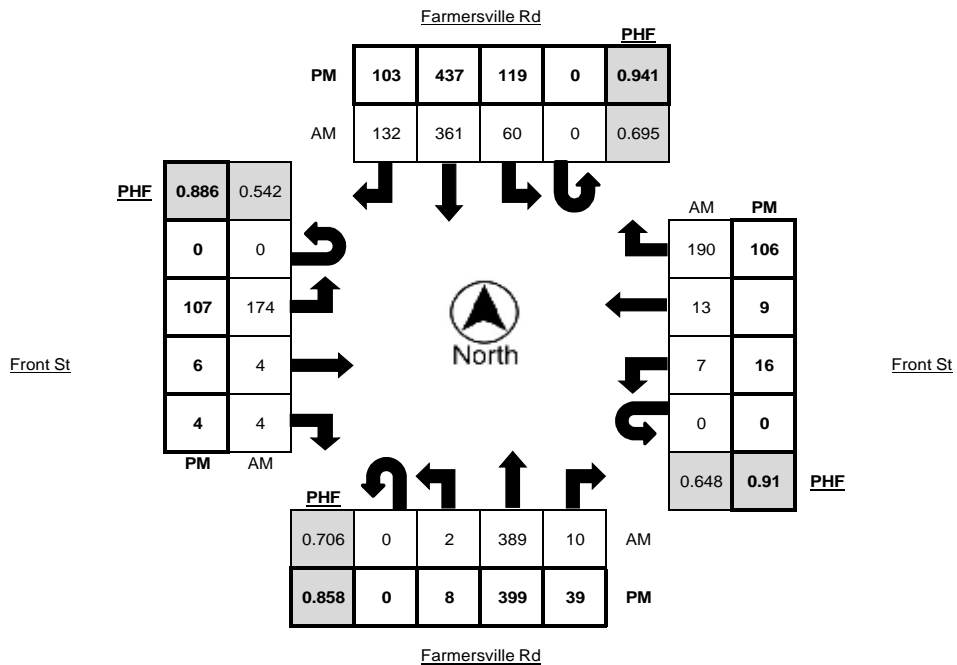 Farmersville Rd
PHF
PM 103 437 119 0 0.941
AM 132 361 60 0 0.695
PHF 0.886 0.542
AM PM
0 0
190 106
107 174
13 9
North
Front St 6 4
7 16 Front St
4 4
0 0
PM AM
0.648 0.91 PHF
PHF
0.706 0 2 389 10 AM
0.858 0 8 399 39 PM
Farmersville Rd